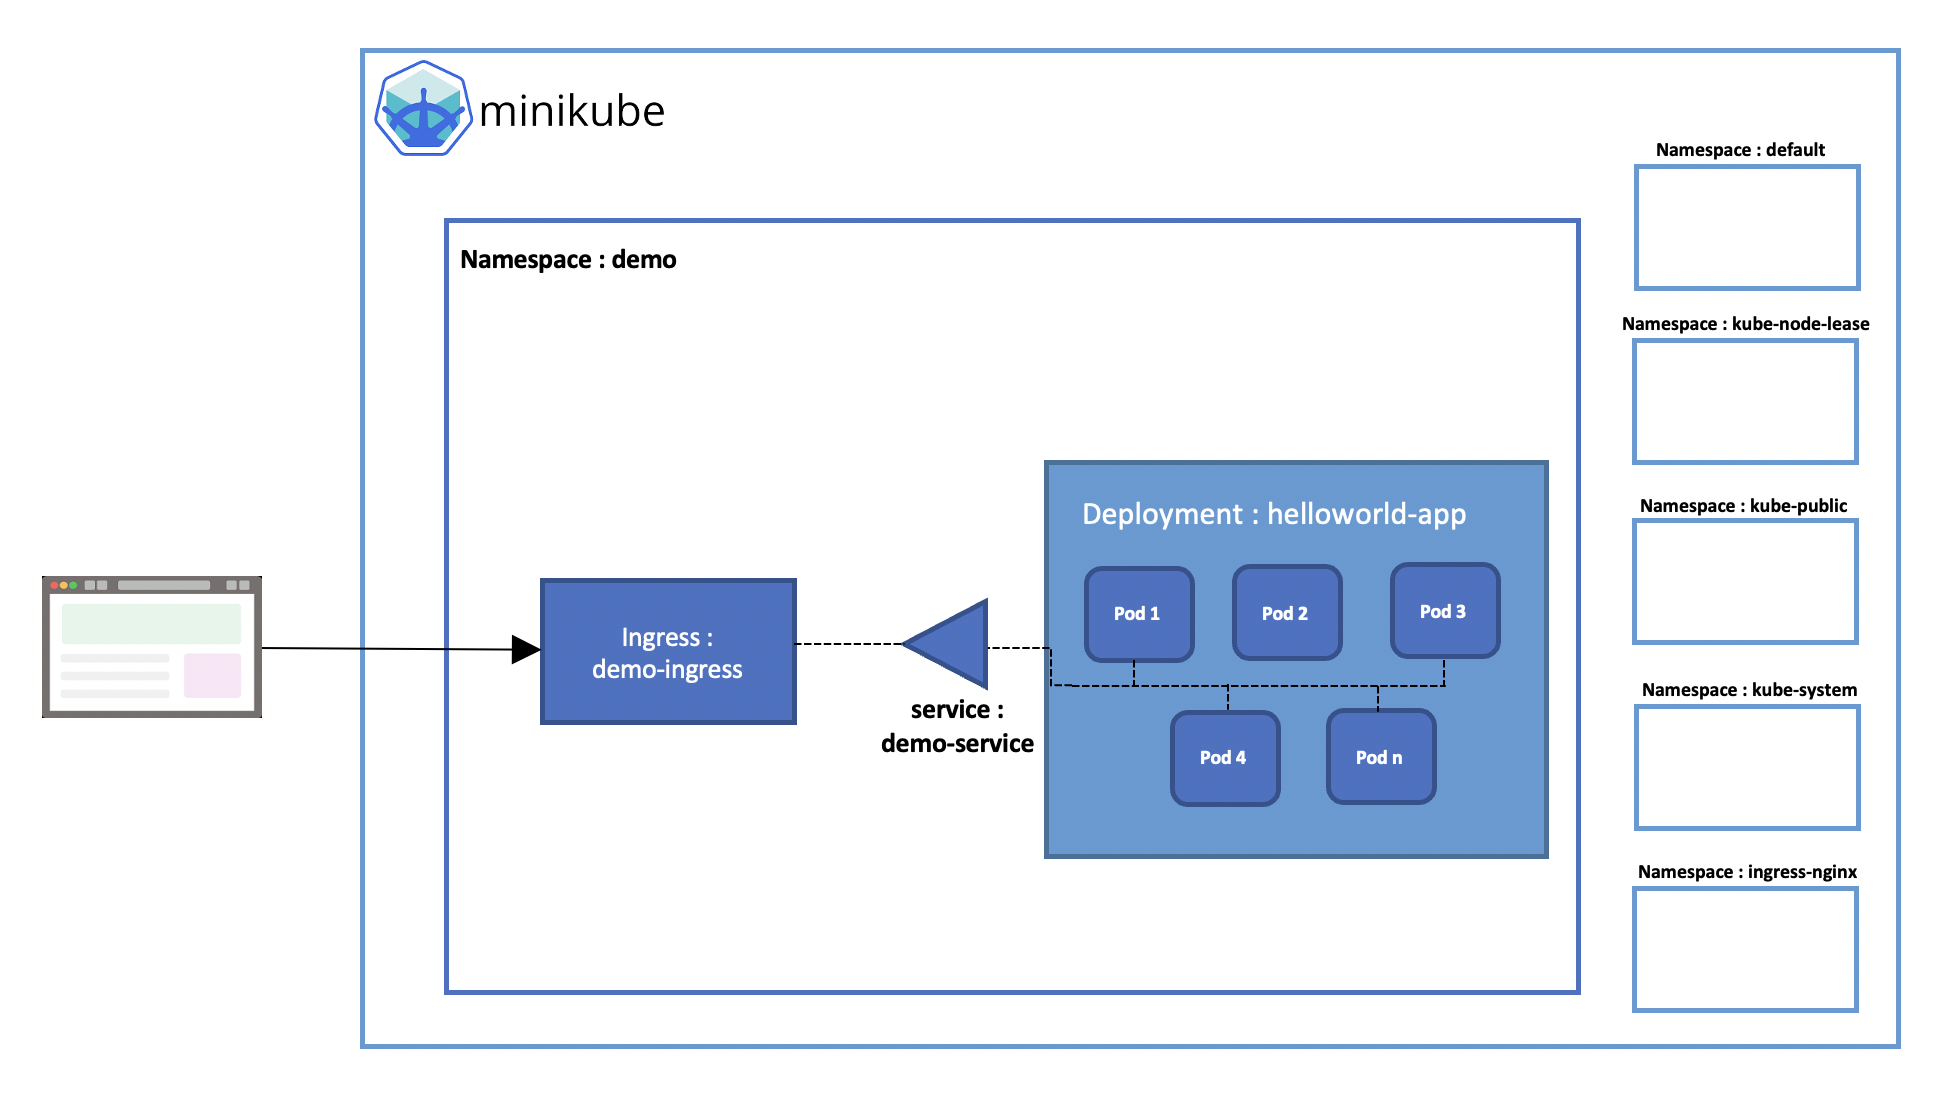 minikube
Namespace : default
Namespace : demo
Namespace : kube-node-lease
Namespace : kube-public
Deployment : helloworld-app
Pod 1
Pod 2
Pod 3
Ingress :
demo-ingress
service :
demo-service
Pod 4
Pod n
Namespace : kube-system
Namespace : ingress-nginx